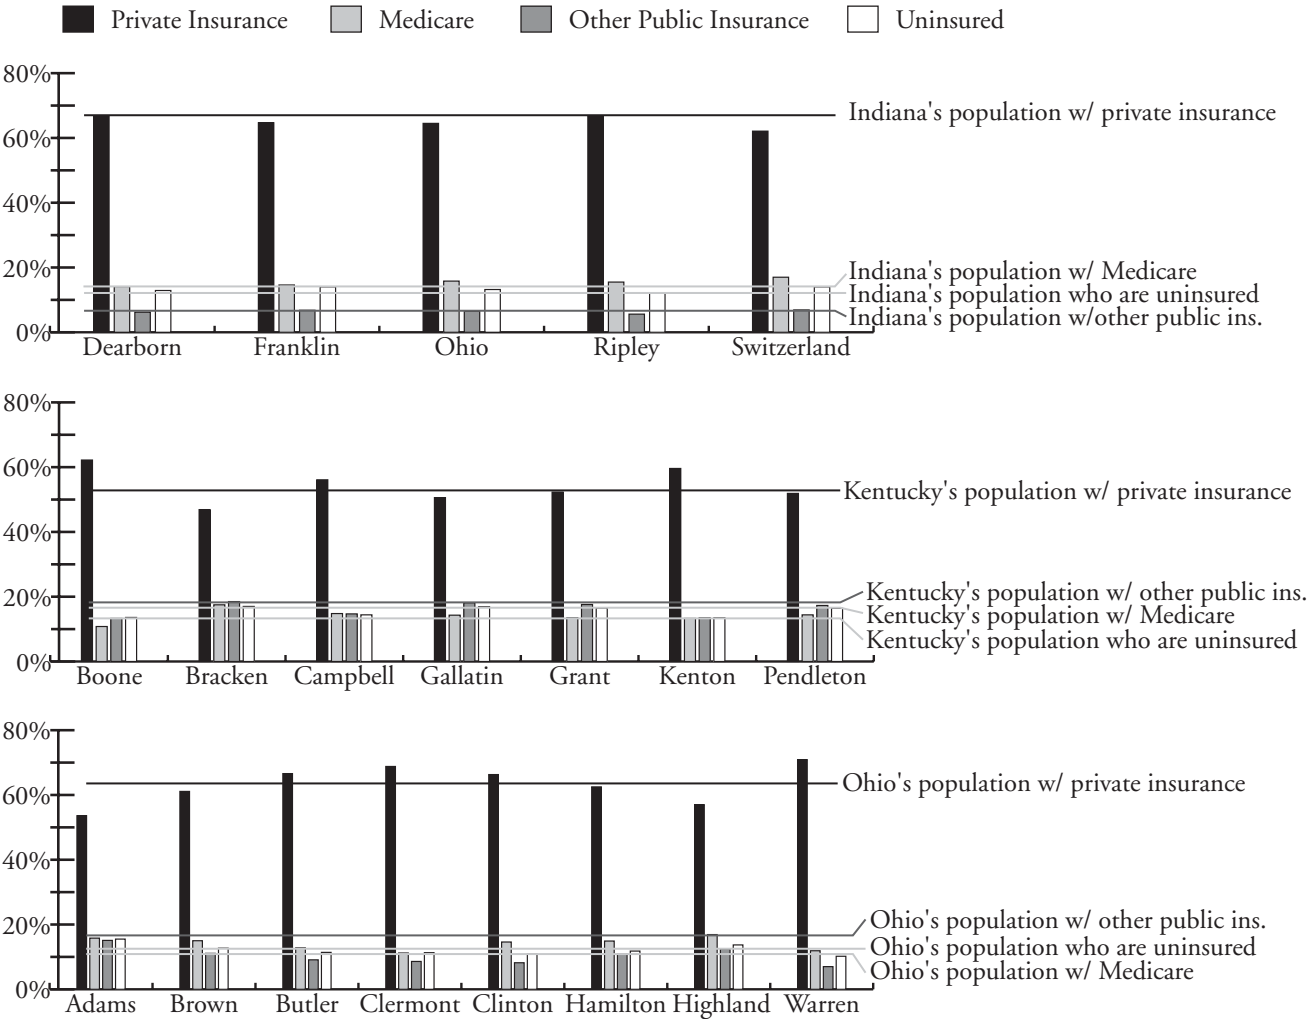 Private Insurance Medicare Other Public Insurance Uninsured
80%
Indiana's population w/ private insurance
60%
40%
20%
Indiana's population w/ Medicare
Indiana's population who are uninsured
Indiana's population w/other public ins.
0%
Dearborn Franklin Ohio Ripley Switzerland
80%
60%
Kentucky's population w/ private insurance
40%
20%
Kentucky's population w/ other public ins.
Kentucky's population w/ Medicare
Kentucky's population who are uninsured
0%
Boone Bracken Campbell Gallatin Grant Kenton Pendleton
80%
Ohio's population w/ private insurance
60%
40%
20%
Ohio's population w/ other public ins.
Ohio's population who are uninsured
Ohio's population w/ Medicare
0%
Adams Brown Butler Clermont Clinton Hamilton Highland Warren